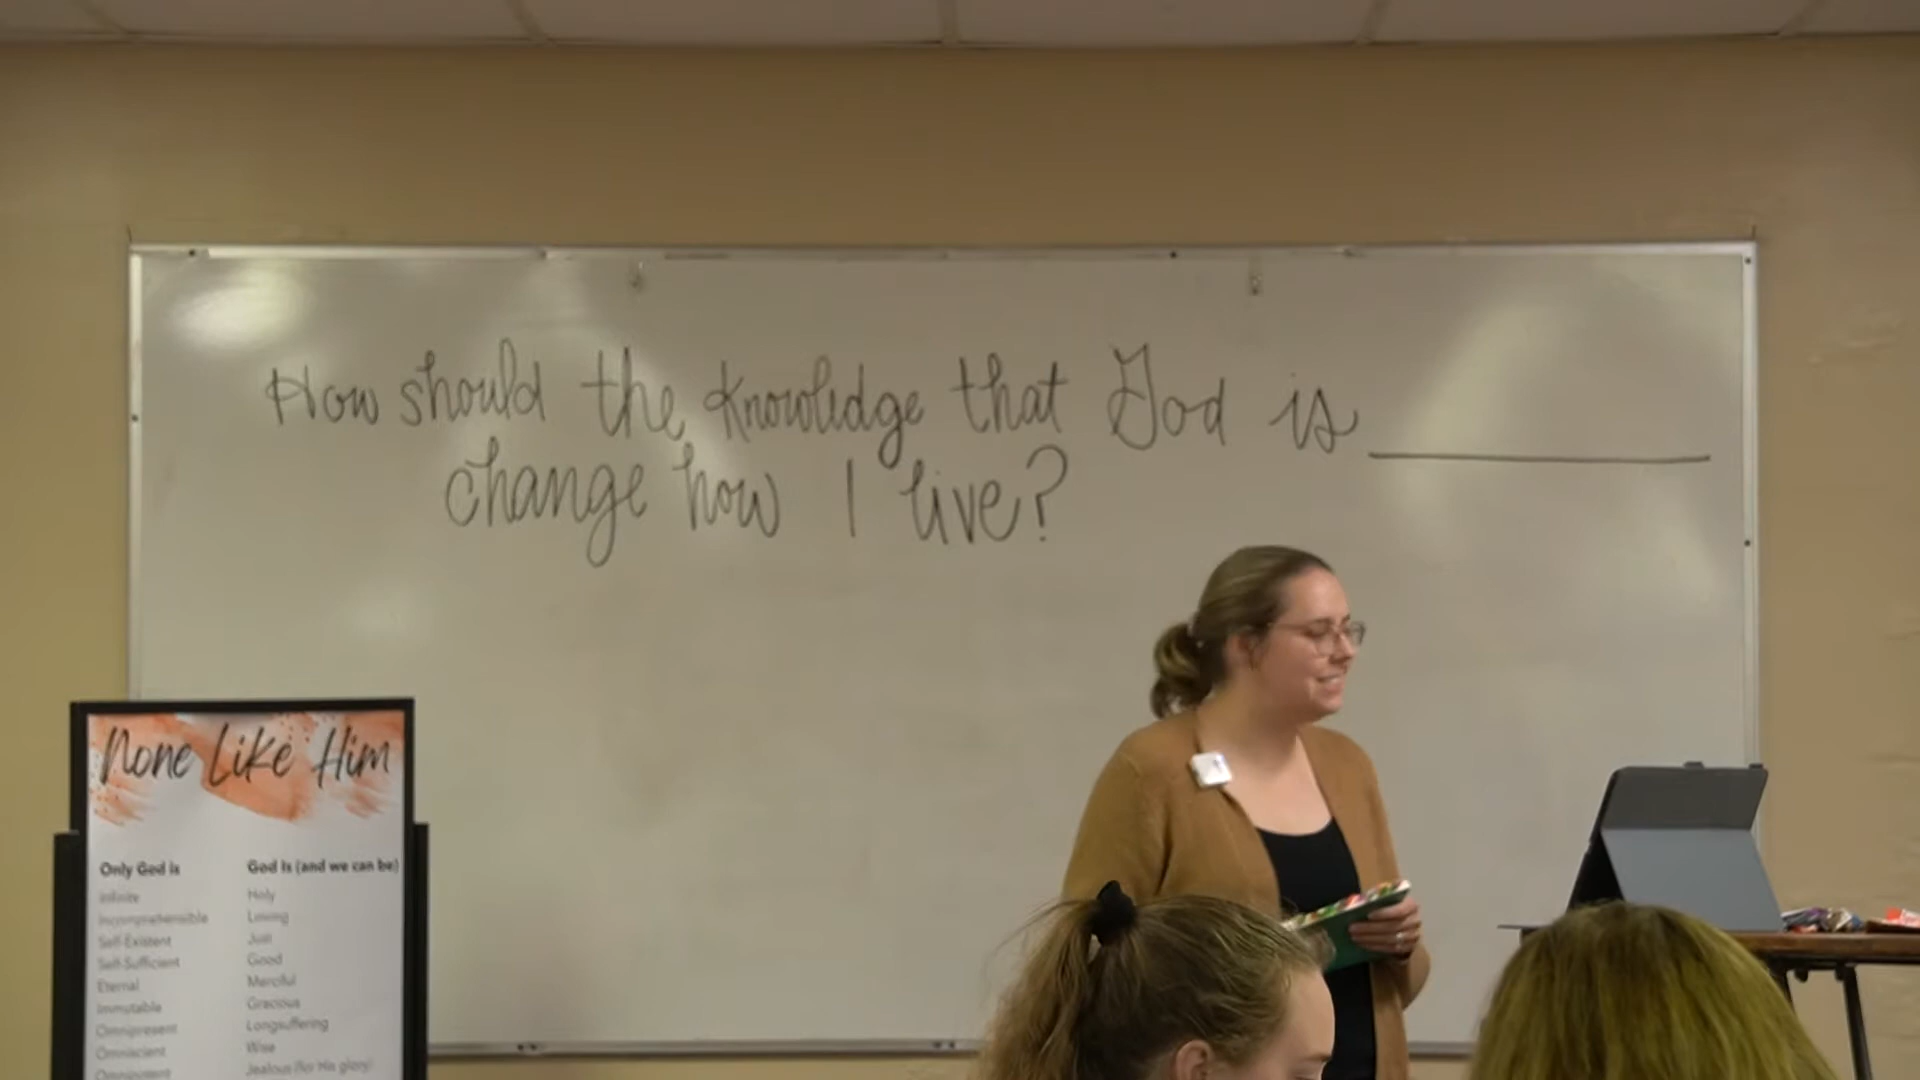 How should the knowledge that God is ________
change how I live?
None Like Him
Only God is
Infinite
Incomprehensible
Self-Existent
Self-Sufficient
Eternal
Immutable
Omnipresent
Omniscient
Omnipotent
God Is (and we can be)
Holy
Loving
Just
Good
Merciful
Gracious
Longsuffering
Wise
Jealous (for His glory)